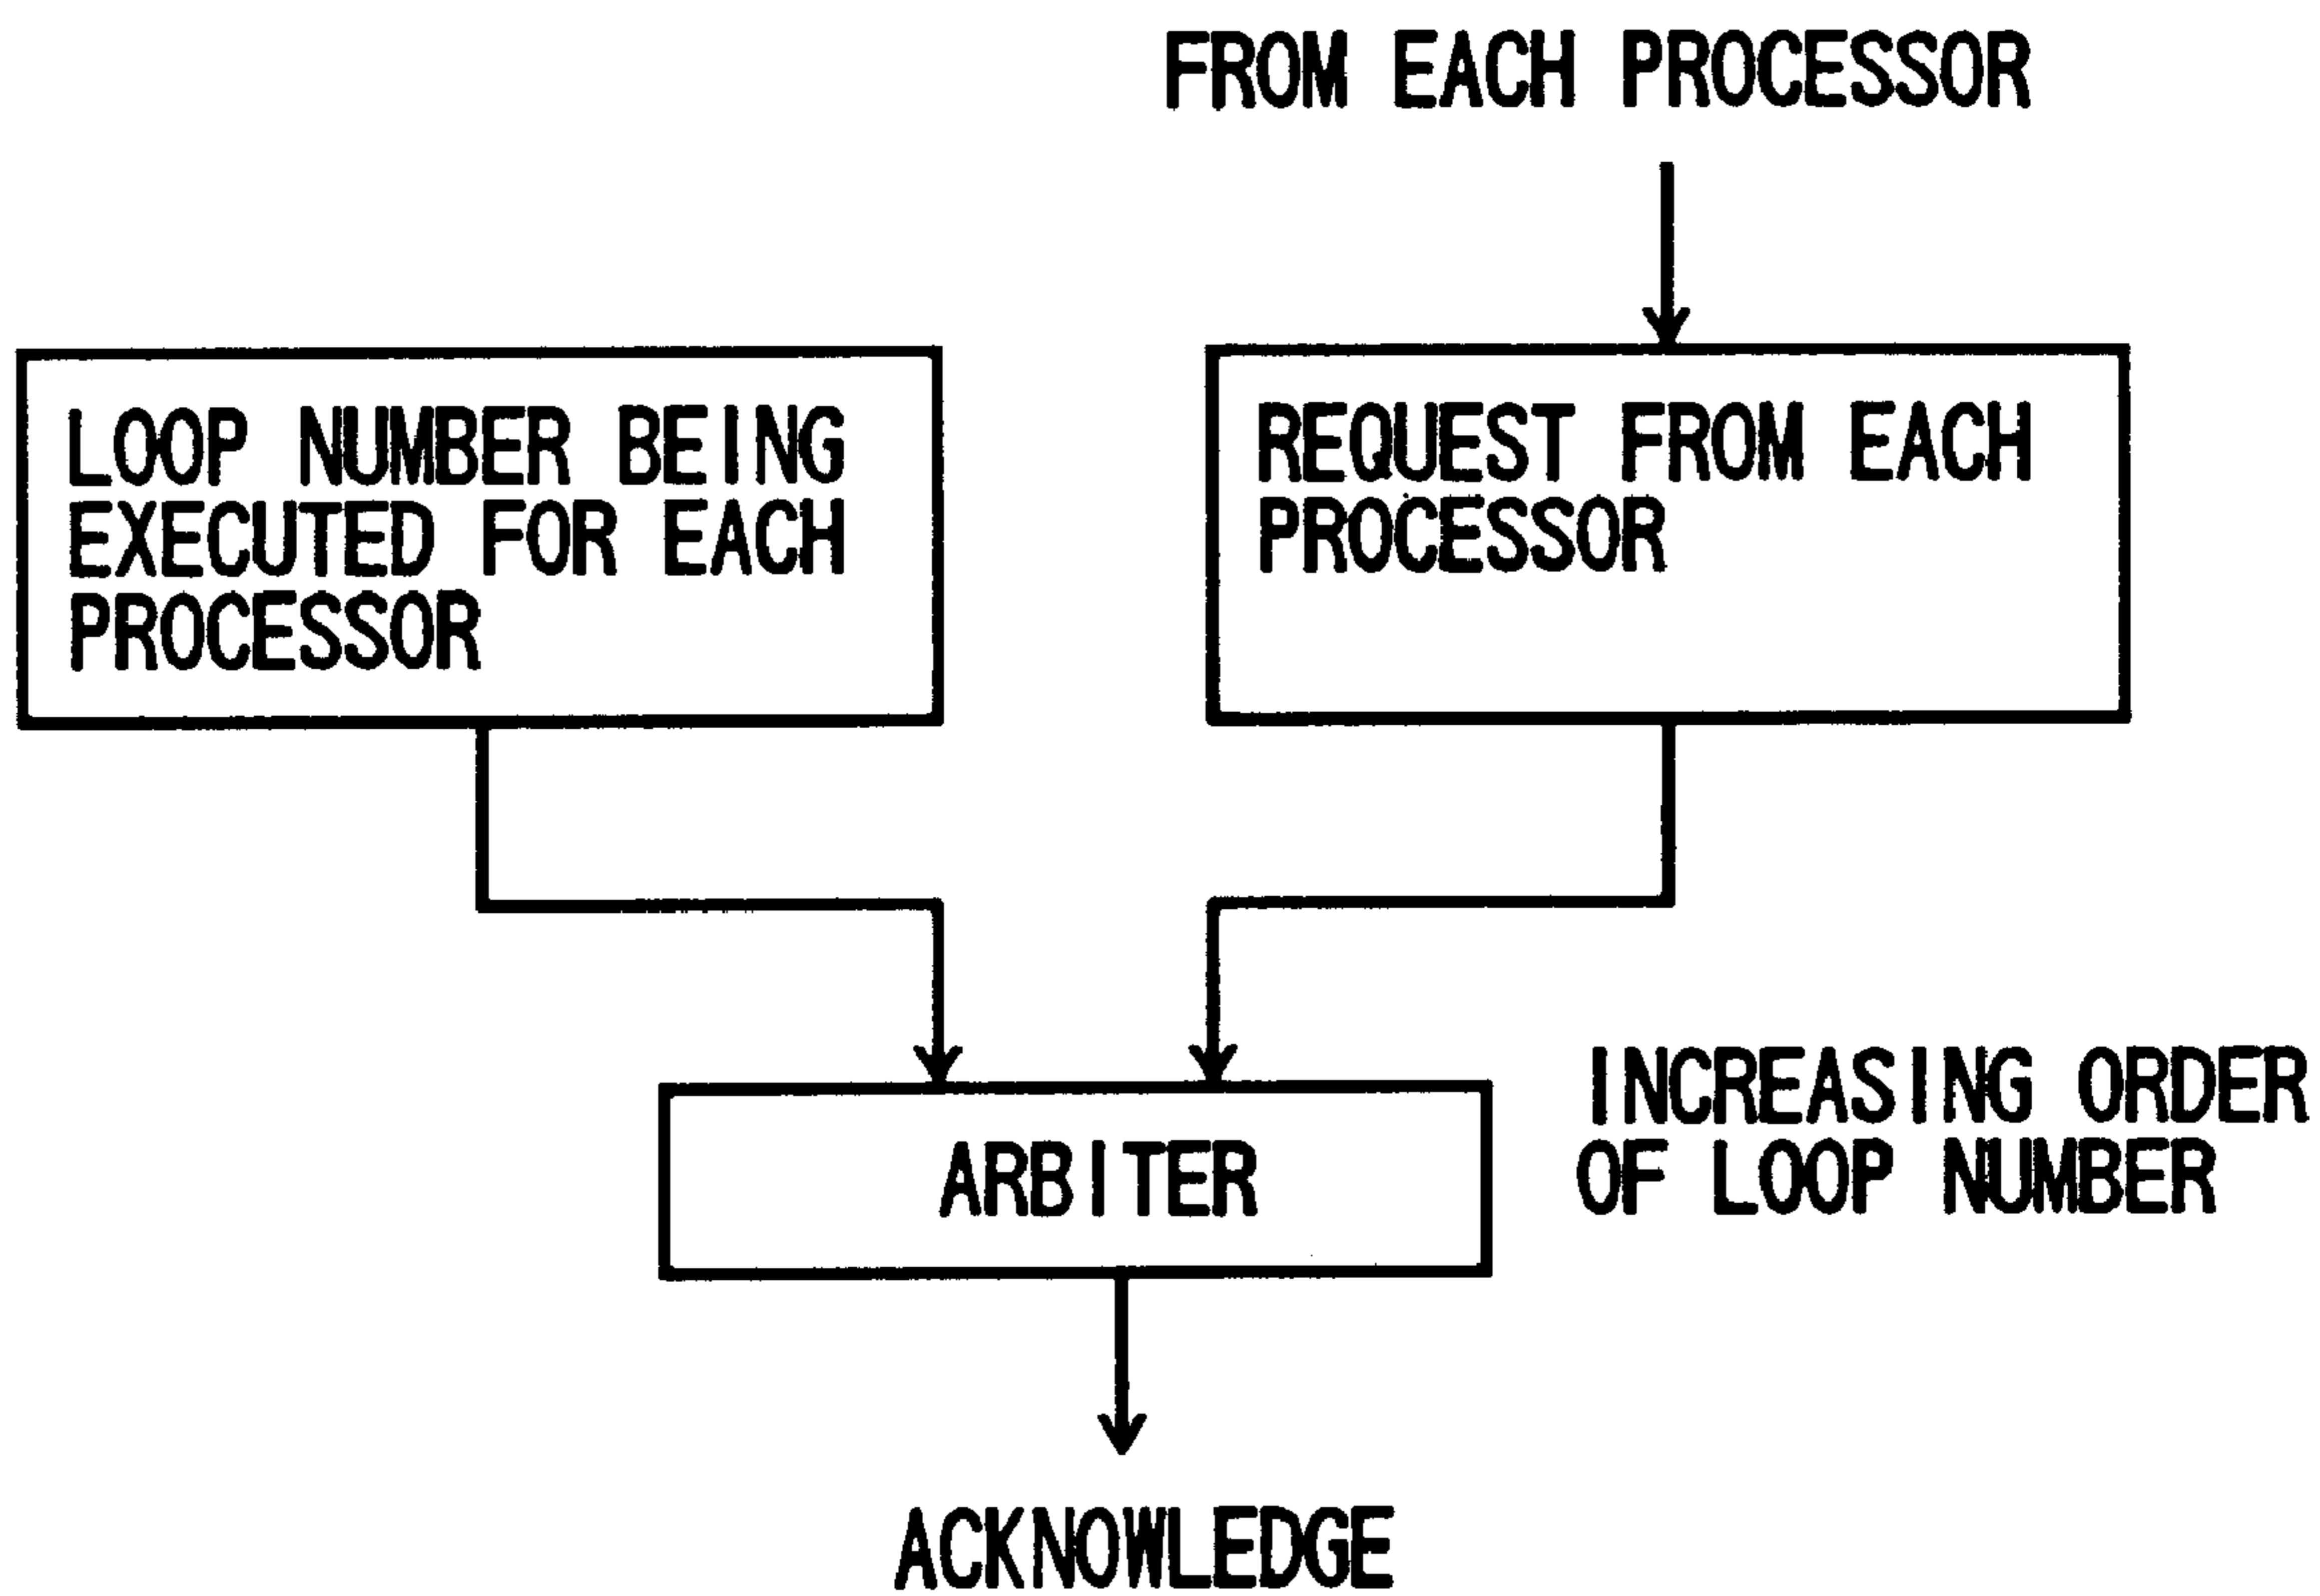 FROM EACH PROCESSOR
LOOP NUMBER BEING
EXECUTED FOR EACH
PROCESSOR
REQUEST FROM EACH
PROCESSOR
ARBITER
INCREASING ORDER
OF LOOP NUMBER
ACKNOWLEDGE